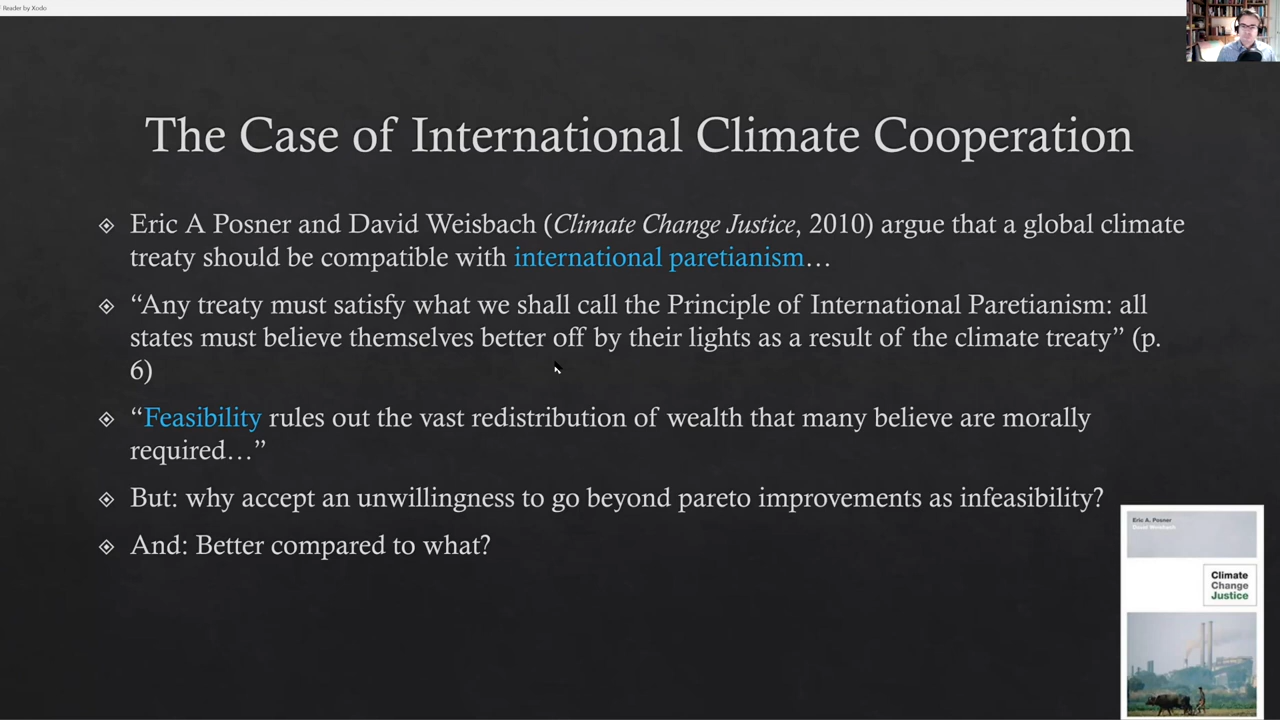 Reader by Xodo
The Case of International Climate Cooperation
Eric A Posner and David Weisbach (Climate Change Justice, 2010) argue that a global climate
treaty should be compatible with international paretianism…
“Any treaty must satisfy what we shall call the Principle of International Paretianism: all
states must believe themselves better off by their lights as a result of the climate treaty” (p.
6)
“Feasibility rules out the vast redistribution of wealth that many believe are morally
required…”
But: why accept an unwillingness to go beyond pareto improvements as infeasibility?
And: Better compared to what?
Eric A. Posner
David Weisbach
Climate
Change
Justice